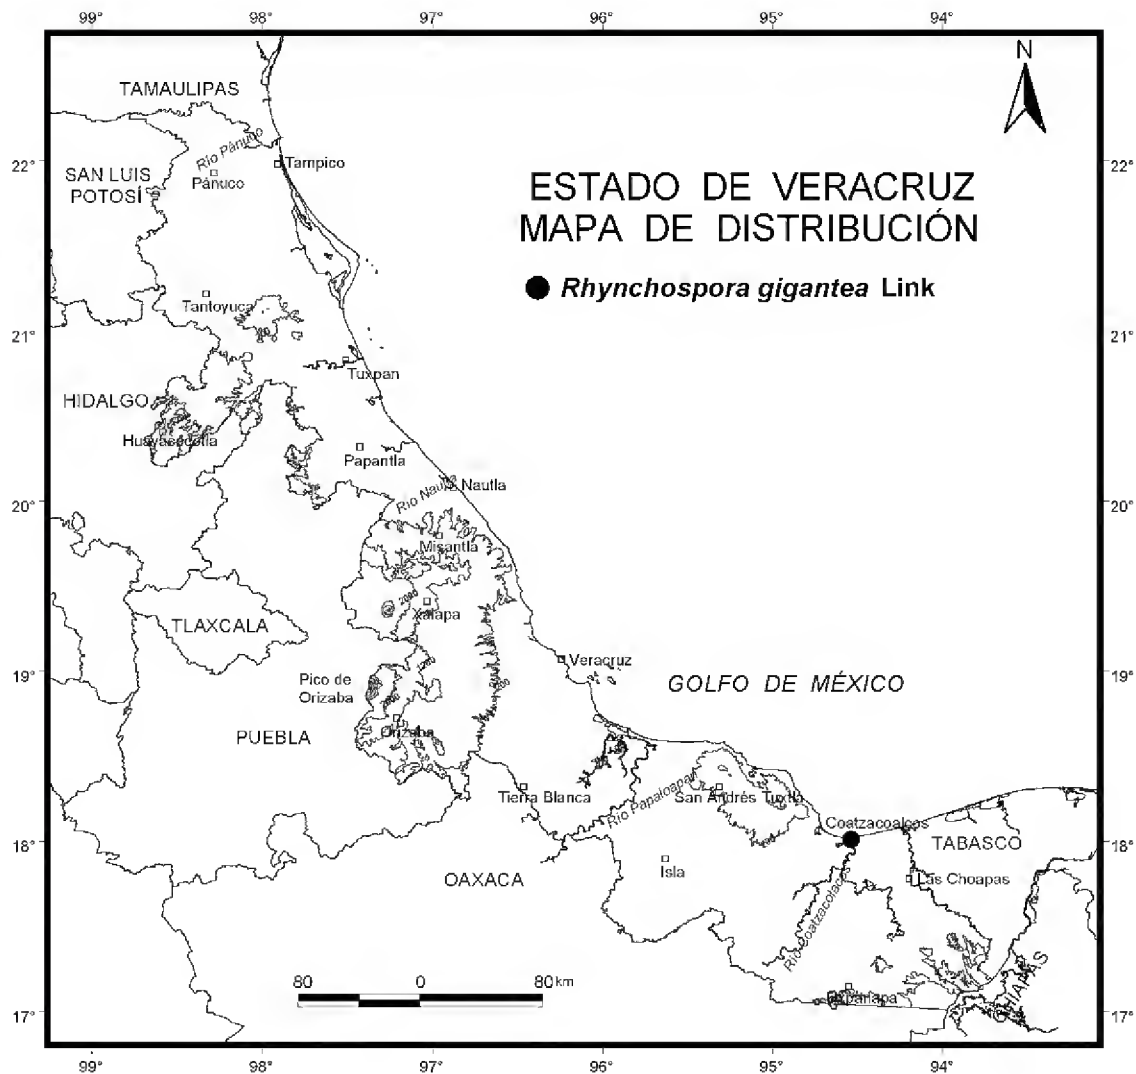 99° 98° 97° 96° 95° 94°
N
TAMAULIPAS
Río Pánuco
22° Tampico 22°
SAN LUIS
POTOSÍ
Pánuco
ESTADO DE VERACRUZ
MAPA DE DISTRIBUCIÓN
Rhynchospora gigantea Link
Tantoyuca
21° 21°
Tuxpan
HIDALGO
Huayacocotla
Papantla
Río Nautla
Nautla
20° 20°
Misantla
2000
Xalapa
TLAXCALA
Veracruz
19° 19°
Pico de
Orizaba
GOLFO DE MÉXICO
Orizaba
PUEBLA
Tierra Blanca
Río Papaloapan
San Andrés Tuxtla
Coatzacoalcos
18° TABASCO 18°
Isla
OAXACA
Las Choapas
Río Coatzacoalcos
CHIAPAS
80 0 80 km
Uxpanapa
17° 17°
99° 98° 97° 96° 95° 94°